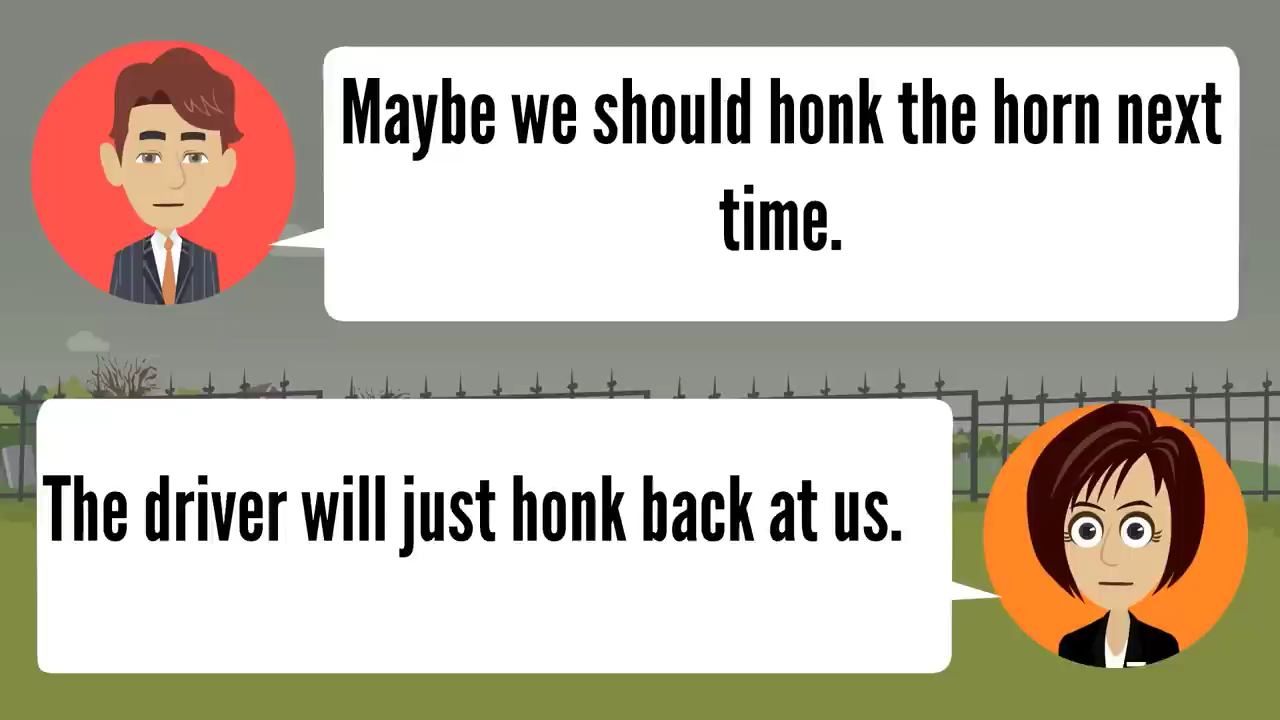 Maybe we should honk the horn next
time.
The driver will just honk back at us.